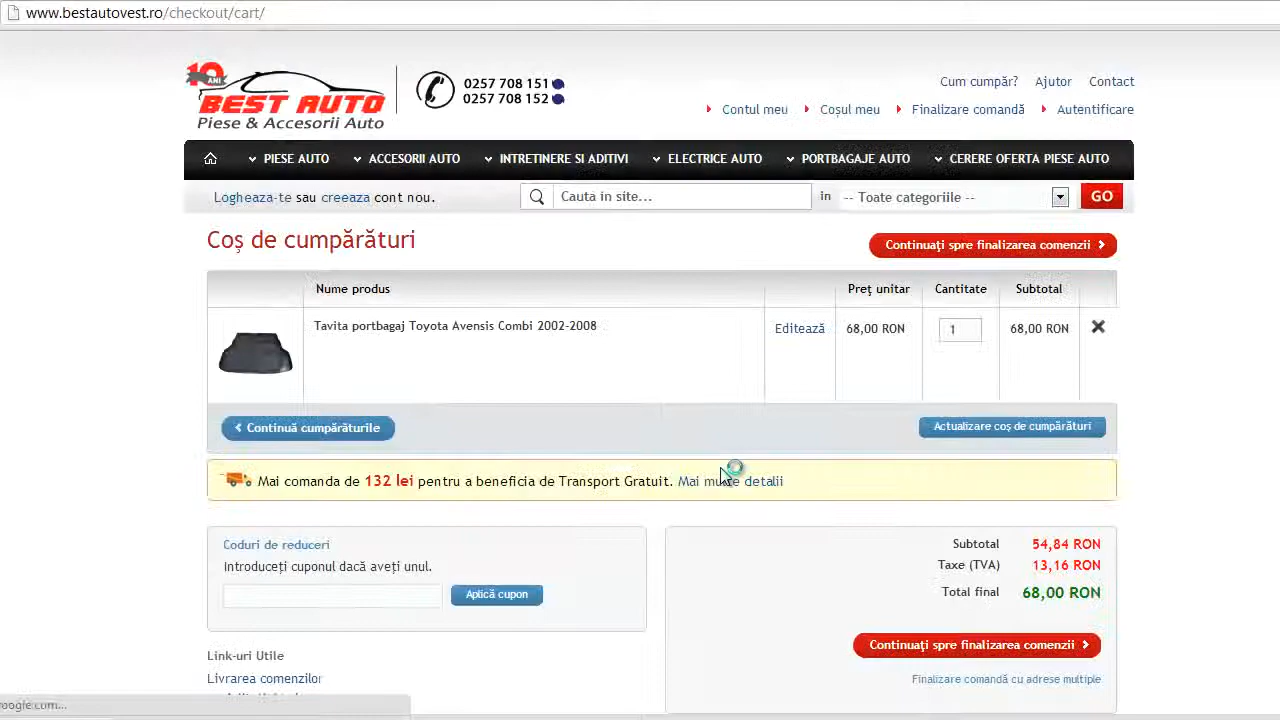 www.bestautovest.ro/checkout/cart/
10 ANI
BEST AUTO
Piese & Accesorii Auto
0257 708 151
0257 708 152
Cum cumpăr? Ajutor Contact
Contul meu Coșul meu Finalizare comandă Autentificare
PIESE AUTO ACCESORII AUTO INTRETINERE SI ADITIVI ELECTRICE AUTO PORTBAGAJE AUTO CERERE OFERTA PIESE AUTO
Logheaza-te sau creeaza cont nou.
Cauta in site... in -- Toate categoriile -- GO
Coș de cumpărături
Continuați spre finalizarea comenzii
Nume produs Preț unitar Cantitate Subtotal
Tavita portbagaj Toyota Avensis Combi 2002-2008 Editează 68,00 RON 1 68,00 RON
Continuă cumpărăturile
Actualizare coș de cumpărături
Mai comanda de 132 lei pentru a beneficia de Transport Gratuit. Mai multe detalii
Coduri de reduceri
Introduceți cuponul dacă aveți unul.
Aplică cupon
Subtotal 54,84 RON
Taxe (TVA) 13,16 RON
Total final 68,00 RON
Continuați spre finalizarea comenzii
Finalizare comandă cu adrese multiple
Link-uri Utile
Livrarea comenzilor
oogle.com...